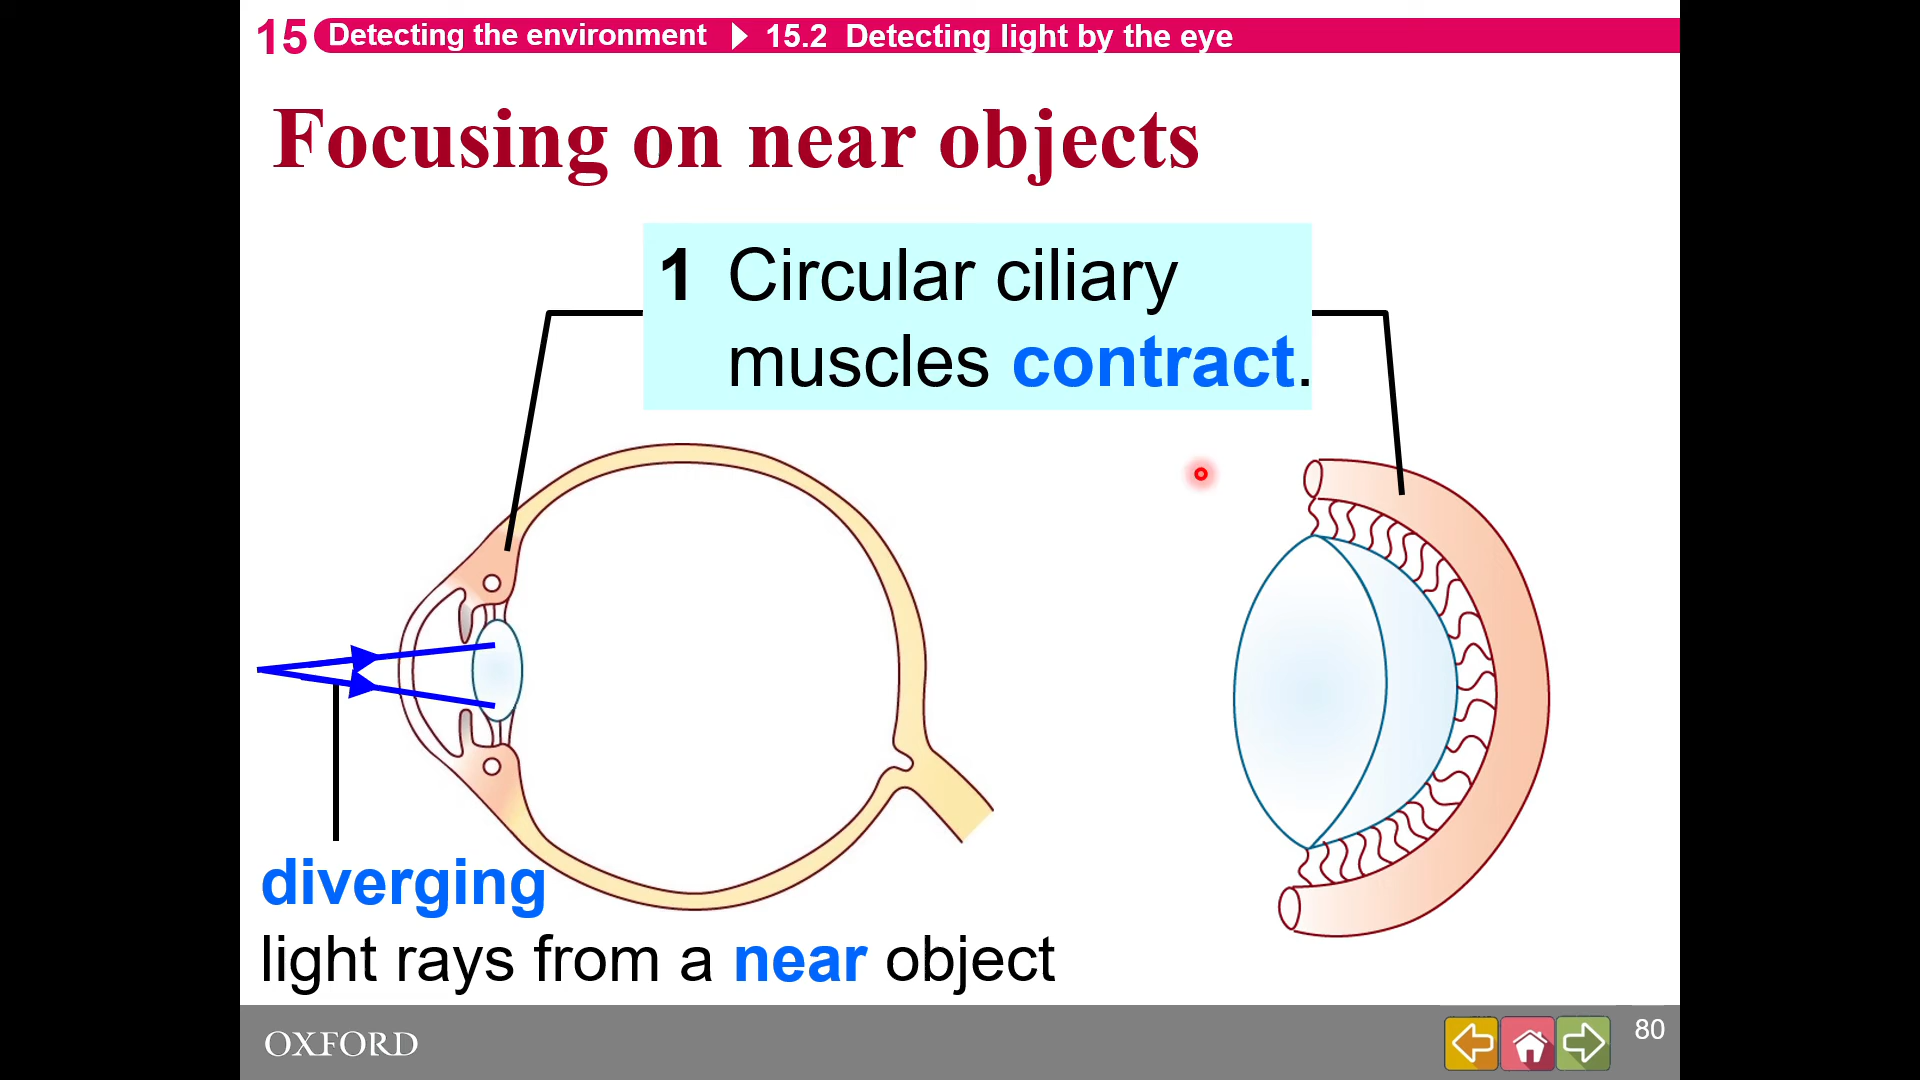 15 Detecting the environment 15.2 Detecting light by the eye
Focusing on near objects
1 Circular ciliary
muscles contract.
diverging
light rays from a near object
OXFORD
80